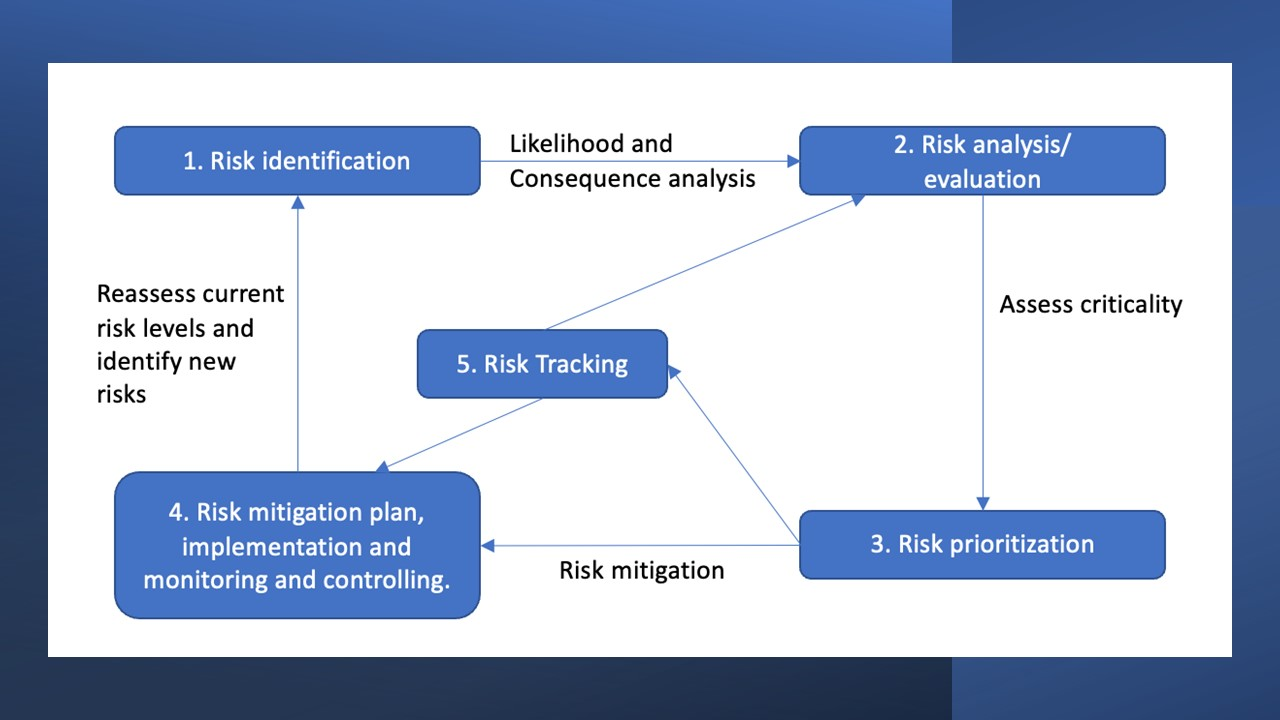 1. Risk identification
Likelihood and
Consequence analysis
2. Risk analysis/
evaluation
Reassess current
risk levels and
identify new
risks
Assess criticality
5. Risk Tracking
4. Risk mitigation plan,
implementation and
monitoring and controlling.
Risk mitigation
3. Risk prioritization